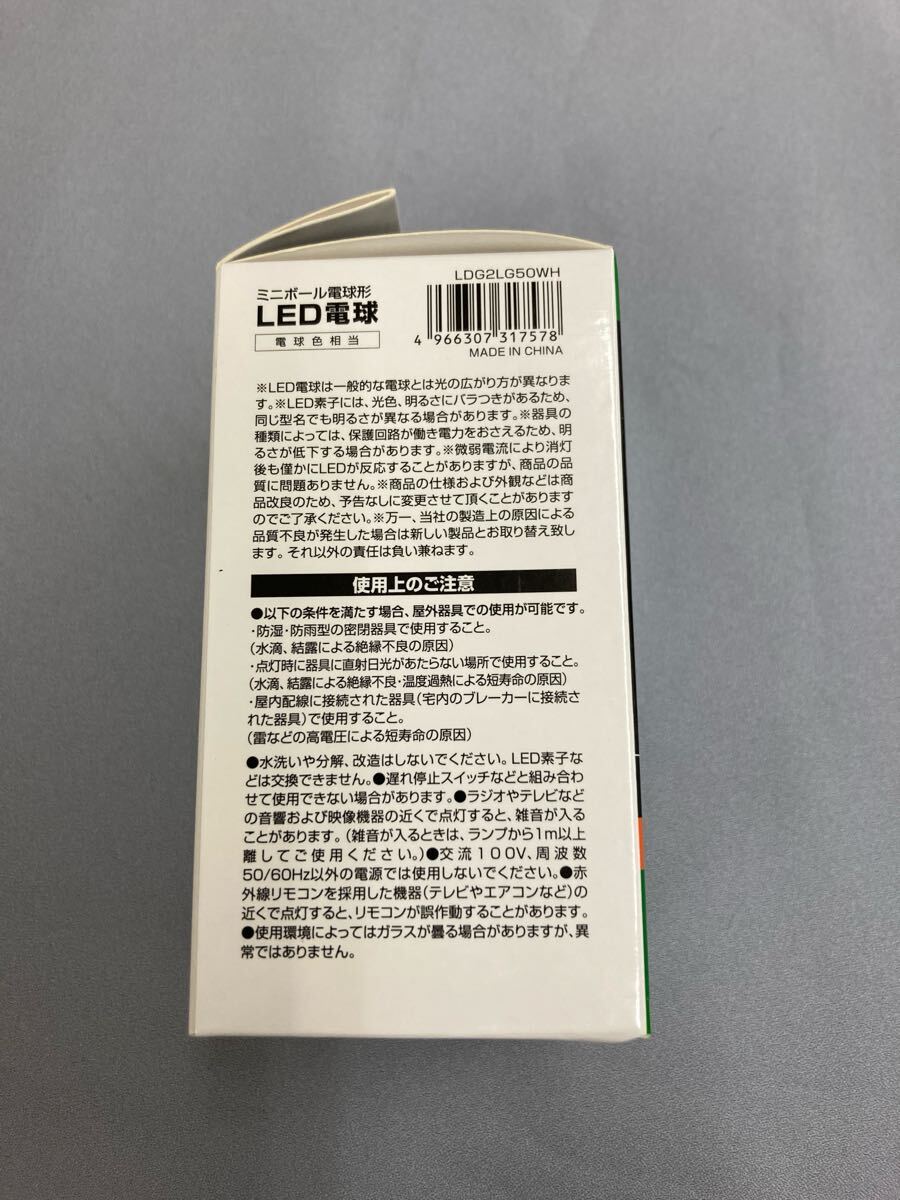 ミニボール電球形
LED電球
電球色相当
LDG2LG50WH
4 966307 317578
MADE IN CHINA
※LED電球は一般的な電球とは光の広がり方が異なりま
す。※LED素子には、光色、明るさにバラつきがあるため、
同じ型名でも明るさが異なる場合があります。※器具の
種類によっては、保護回路が働き電力をおさえるため、明
るさが低下する場合があります。※微弱電流により消灯
後も僅かにLEDが反応することがありますが、商品の品
質に問題ありません。※商品の仕様および外観などは商
品改良のため、予告なしに変更させて頂くことがあります
のでご了承ください。※万一、当社の製造上の原因による
品質不良が発生した場合は新しい製品とお取り替え致し
ます。それ以外の責任は負い兼ねます。
使用上のご注意
●以下の条件を満たす場合、屋外器具での使用が可能です。
・防湿・防雨型の密閉器具で使用すること。
(水滴、結露による絶縁不良の原因)
・点灯時に器具に直射日光があたらない場所で使用すること。
(水滴、結露による絶縁不良・温度過熱による短寿命の原因)
・屋内配線に接続された器具(宅内のブレーカーに接続さ
れた器具)で使用すること。
(雷などの高電圧による短寿命の原因)
●水洗いや分解、改造はしないでください。LED素子な
どは交換できません。●遅れ停止スイッチなどと組み合わ
せて使用できない場合があります。●ラジオやテレビなど
の音響および映像機器の近くで点灯すると、雑音が入る
ことがあります。(雑音が入るときは、ランプから1m以上
離してご使用ください。)●交流100V、周波数
50/60Hz以外の電源では使用しないでください。●赤
外線リモコンを採用した機器(テレビやエアコンなど)の
近くで点灯すると、リモコンが誤作動することがあります。
●使用環境によってはガラスが曇る場合がありますが、異
常ではありません。